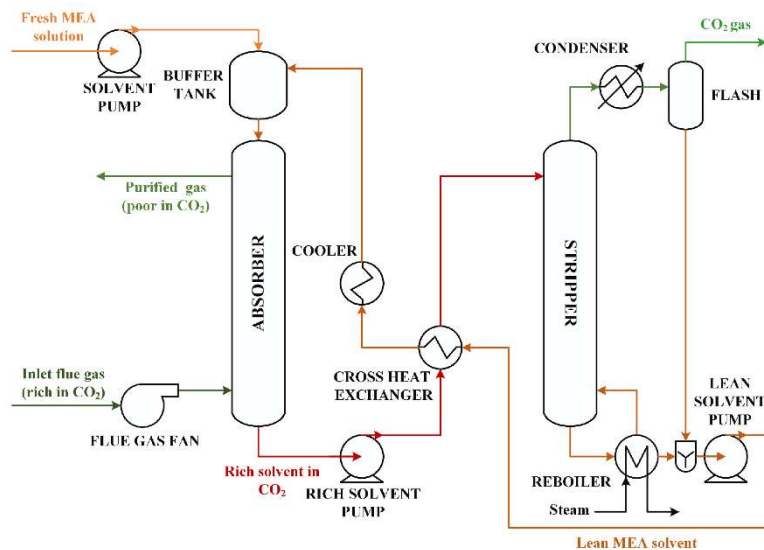 Fresh MEA
solution
SOLVENT
PUMP
BUFFER
TANK
CONDENSER
CO₂ gas
FLASH
Purified gas
(poor in CO₂)
ABSORBER
COOLER
STRIPPER
Inlet flue gas
(rich in CO₂)
FLUE GAS FAN
CROSS HEAT
EXCHANGER
LEAN
SOLVENT
PUMP
Rich solvent in
CO₂
RICH SOLVENT
PUMP
REBOILER
Steam
Lean MEA solvent